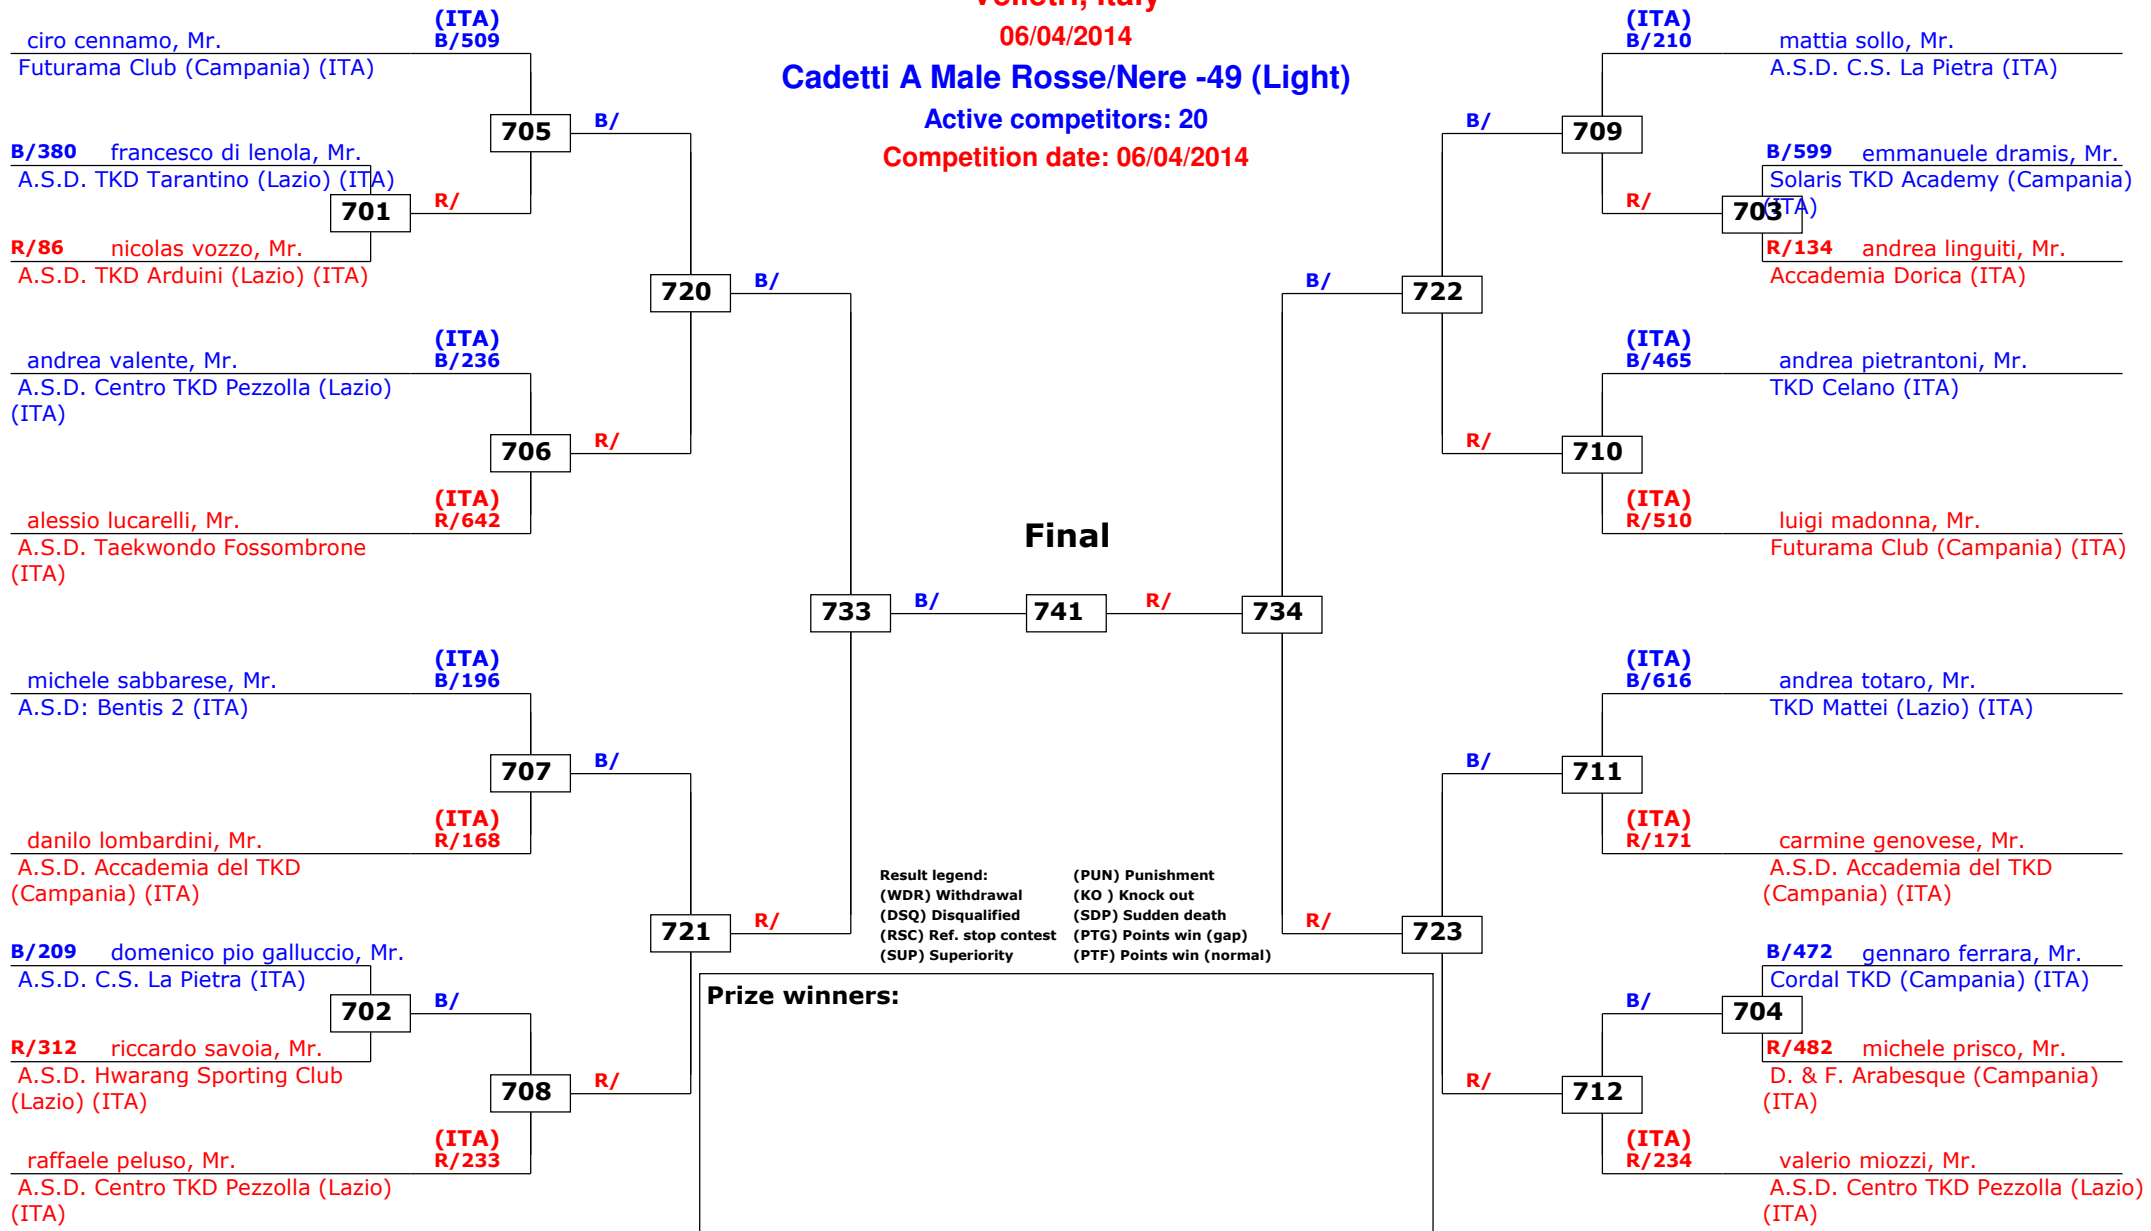 Velletri, Italy
06/04/2014
Cadetti A Male Rosse/Nere -49 (Light)
Active competitors: 20
Competition date: 06/04/2014
(ITA)
ciro cennamo, Mr. B/509
Futurama Club (Campania) (ITA)
705
B/
B/380 francesco di lenola, Mr.
A.S.D. TKD Tarantino (Lazio) (ITA)
701
R/
R/86 nicolas vozzo, Mr.
A.S.D. TKD Arduini (Lazio) (ITA)
720
B/
(ITA)
andrea valente, Mr. B/236
A.S.D. Centro TKD Pezzolla (Lazio)
(ITA)
706
R/
(ITA)
alessio lucarelli, Mr. R/642
A.S.D. Taekwondo Fossombrone
(ITA)
733
B/
(ITA)
michele sabbarese, Mr. B/196
A.S.D: Bentis 2 (ITA)
707
B/
(ITA)
danilo lombardini, Mr. R/168
A.S.D. Accademia del TKD
(Campania) (ITA)
721
R/
B/209 domenico pio galluccio, Mr.
A.S.D. C.S. La Pietra (ITA)
702
B/
R/312 riccardo savoia, Mr.
A.S.D. Hwarang Sporting Club
(Lazio) (ITA)
708
R/
(ITA)
raffaele peluso, Mr. R/233
A.S.D. Centro TKD Pezzolla (Lazio)
(ITA)
Final
741
R/
734
(ITA)
B/210 mattia sollo, Mr.
A.S.D. C.S. La Pietra (ITA)
B/
709
B/599 emmanuele dramis, Mr.
Solaris TKD Academy (Campania)
(ITA)
R/
703
R/134 andrea linguiti, Mr.
Accademia Dorica (ITA)
B/
722
(ITA)
B/465 andrea pietrantoni, Mr.
TKD Celano (ITA)
R/
710
(ITA)
R/510 luigi madonna, Mr.
Futurama Club (Campania) (ITA)
(ITA)
B/616 andrea totaro, Mr.
TKD Mattei (Lazio) (ITA)
B/
711
(ITA)
R/171 carmine genovese, Mr.
A.S.D. Accademia del TKD
(Campania) (ITA)
R/
723
B/472 gennaro ferrara, Mr.
Cordal TKD (Campania) (ITA)
B/
704
R/482 michele prisco, Mr.
D. & F. Arabesque (Campania)
(ITA)
R/
712
(ITA)
R/234 valerio miozzi, Mr.
A.S.D. Centro TKD Pezzolla (Lazio)
(ITA)
Result legend: (PUN) Punishment
(WDR) Withdrawal (KO ) Knock out
(DSQ) Disqualified (SDP) Sudden death
(RSC) Ref. stop contest (PTG) Points win (gap)
(SUP) Superiority (PTF) Points win (normal)
Prize winners: